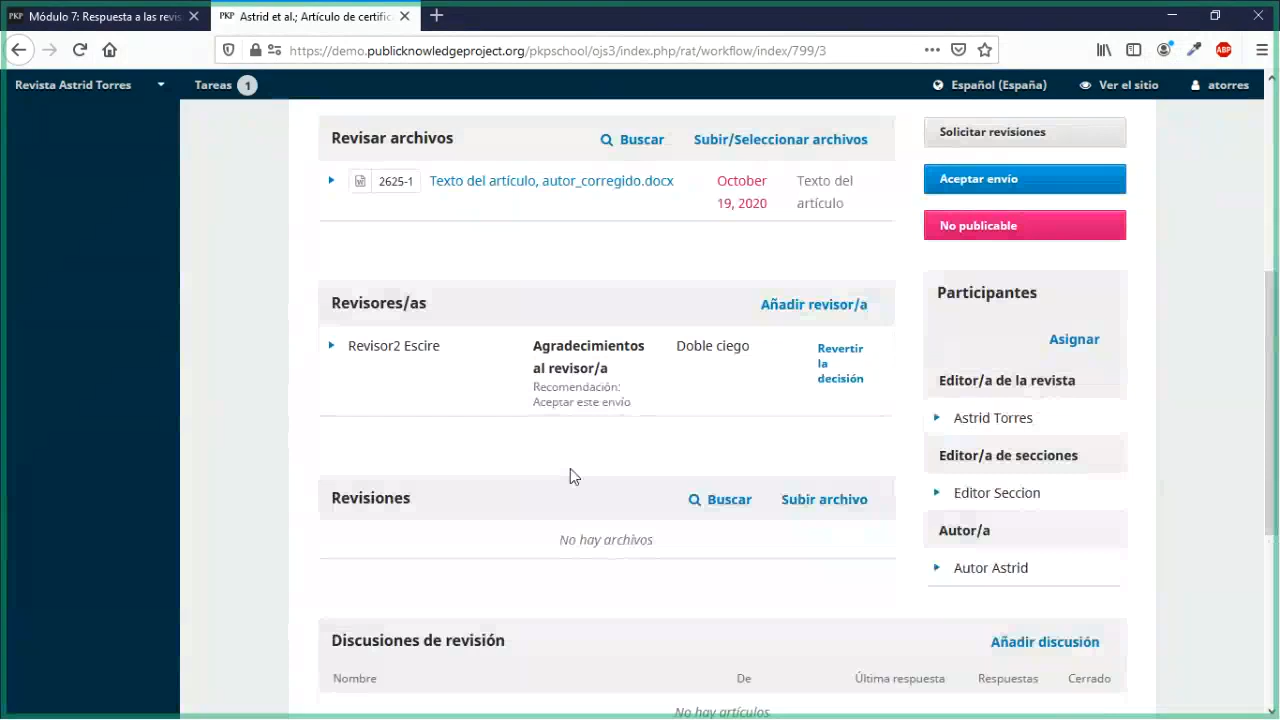 Módulo 7: Respuesta a las revis
Astrid et al.; Artículo de certific
https://demo.publicknowledgeproject.org/pkpschool/ojs3/index.php/rat/workflow/index/799/3
ABP
Revista Astrid Torres
Tareas 1
Español (España)
Ver el sitio
atorres
Revisar archivos
Buscar
Subir/Seleccionar archivos
2625-1
Texto del artículo, autor_corregido.docx
October
19, 2020
Texto del
artículo
Solicitar revisiones
Aceptar envío
No publicable
Revisores/as
Añadir revisor/a
Revisor2 Escire
Agradecimientos
al revisor/a
Recomendación:
Aceptar este envío
Doble ciego
Revertir
la
decisión
Participantes
Asignar
Editor/a de la revista
Astrid Torres
Editor/a de secciones
Editor Seccion
Autor/a
Autor Astrid
Revisiones
Buscar
Subir archivo
No hay archivos
Discusiones de revisión
Añadir discusión
Nombre
De
Última respuesta
Respuestas
Cerrado
No hay artículos